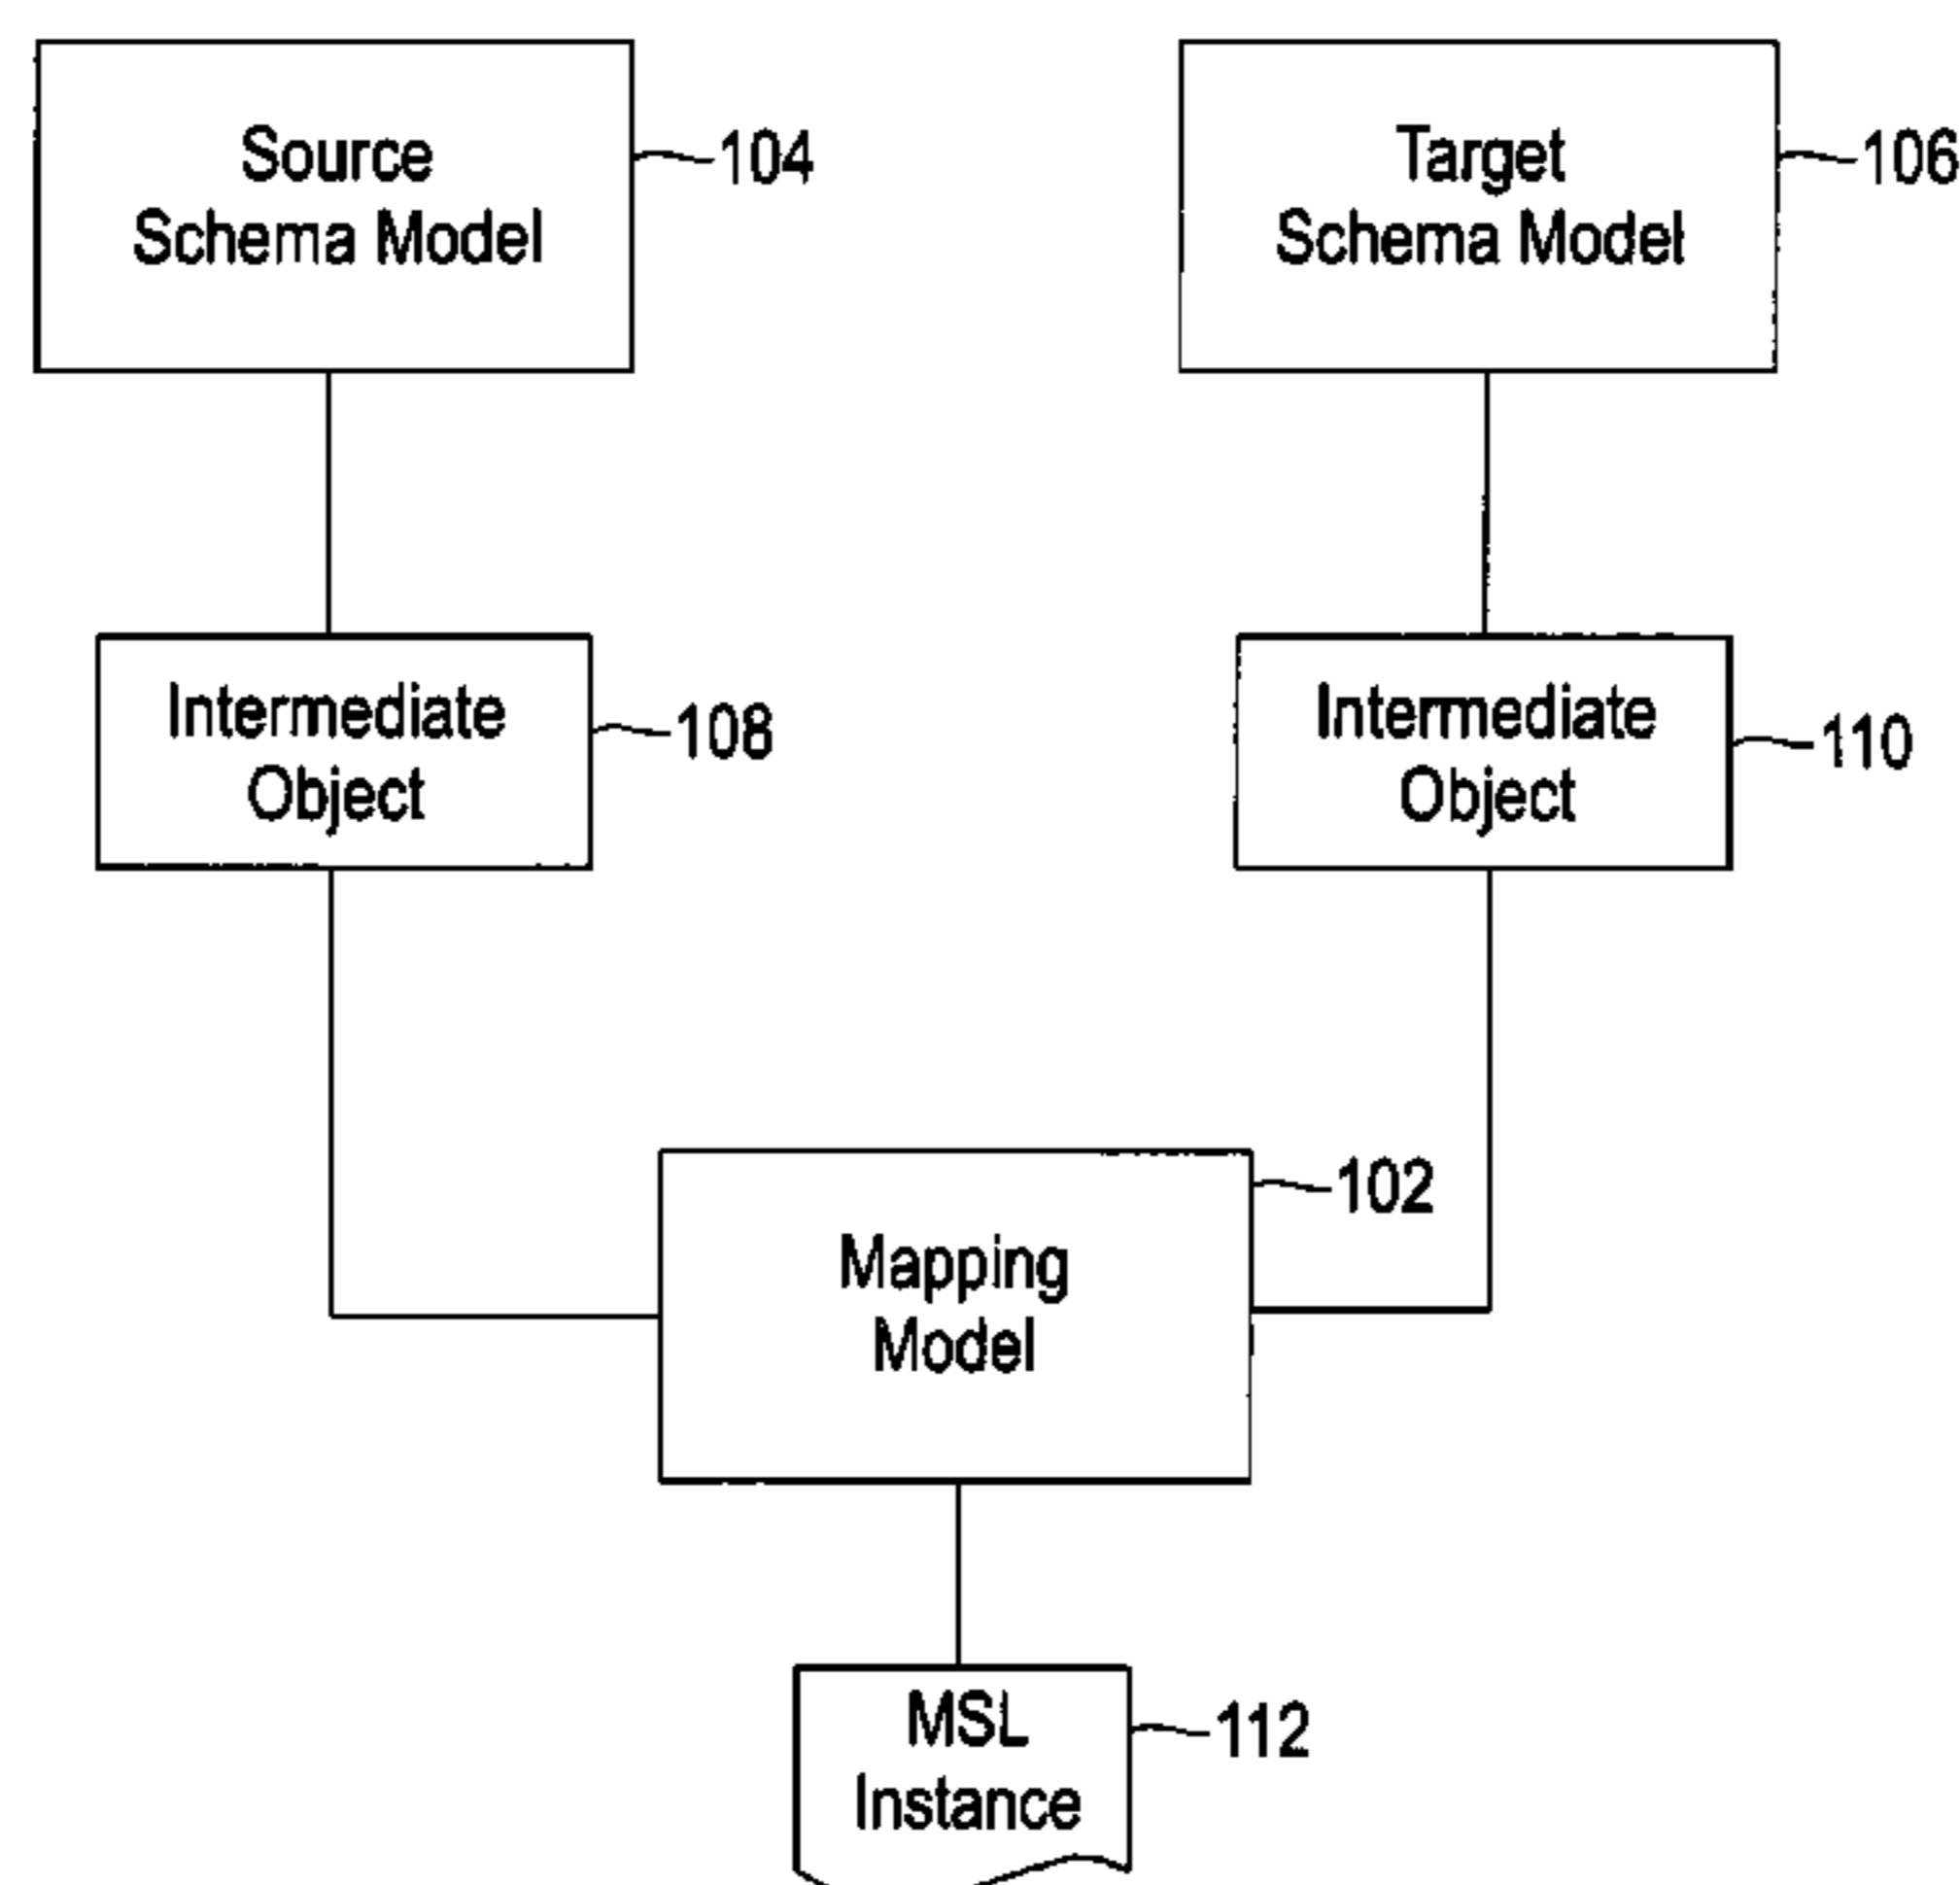 Source
Schema Model
104
Target
Schema Model
106
Intermediate
Object
108
Intermediate
Object
110
102
Mapping
Model
MSL
Instance
112